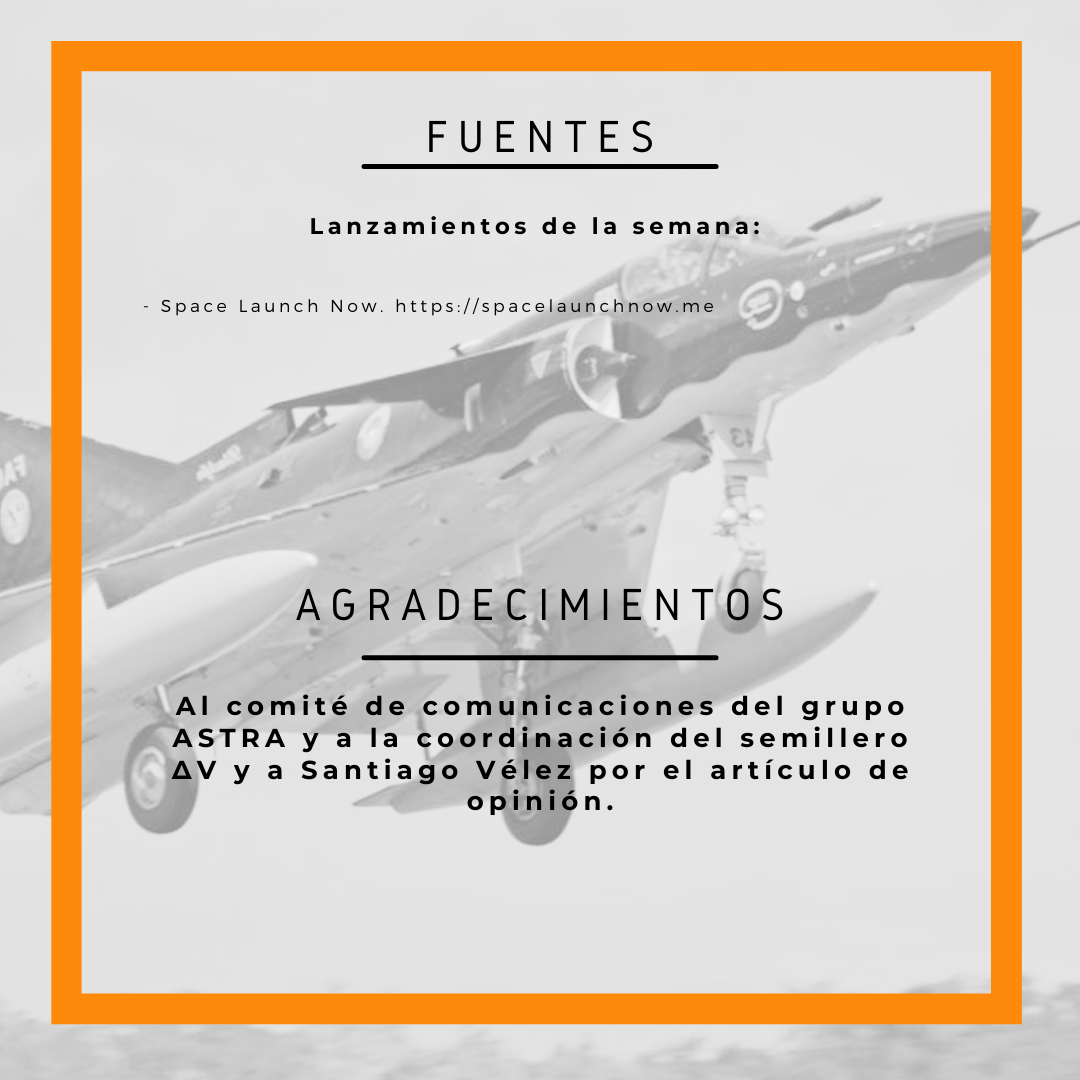 FUENTES
Lanzamientos de la semana:
- Space Launch Now. https://spacelaunchnow.me
43
AGRADECIMIENTOS
Al comité de comunicaciones del grupo
ASTRA y a la coordinación del semillero
ΔV y a Santiago Vélez por el artículo de
opinión.